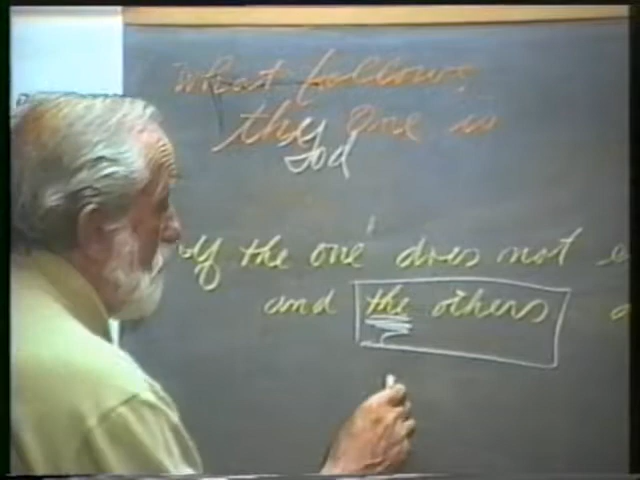 What follows
the One is
God
If the 'one' does not e
and the others a